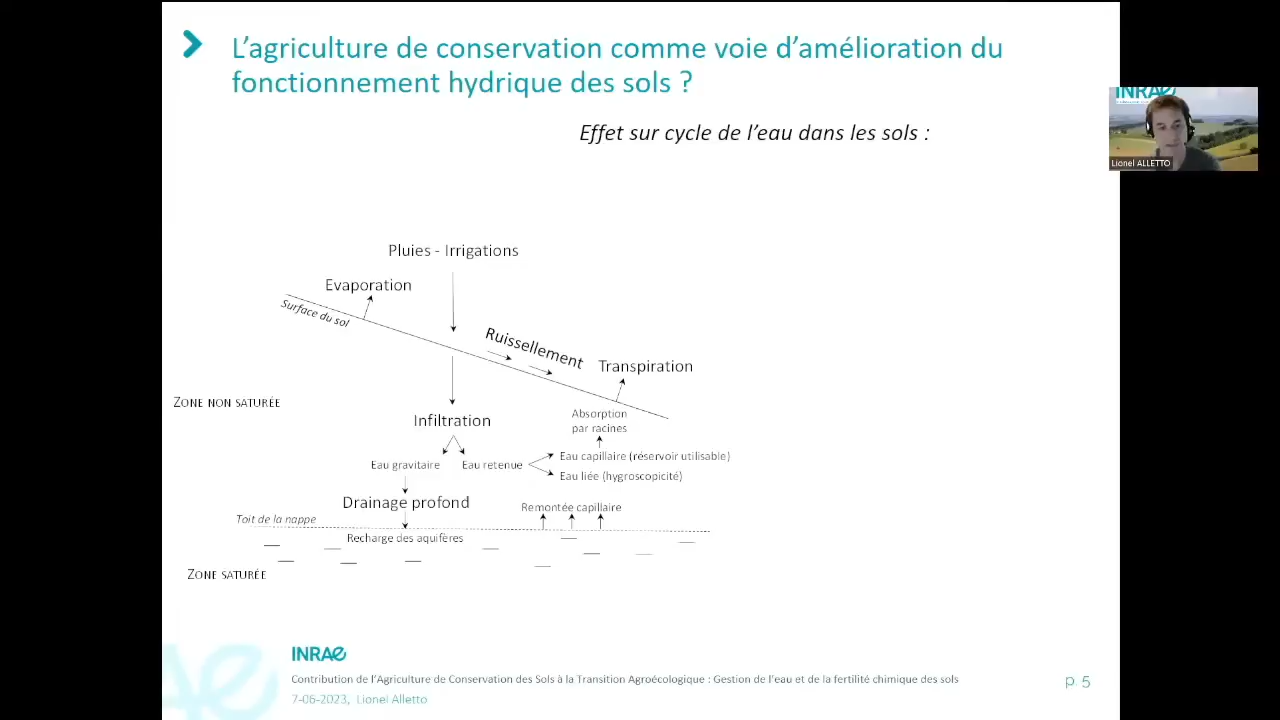 L'agriculture de conservation comme voie d'amélioration du
fonctionnement hydrique des sols ?
Effet sur cycle de l'eau dans les sols :
INRAE
Lionel ALLETTO
Pluies - Irrigations
Evaporation
Surface du sol
Ruissellement
Transpiration
ZONE NON SATURÉE
Infiltration
Absorption
par racines
Eau gravitaire
Eau retenue
Eau capillaire (réservoir utilisable)
Eau liée (hygroscopicité)
Drainage profond
Remontée capillaire
Toit de la nappe
Recharge des aquifères
ZONE SATURÉE
INRAE
Contribution de l'Agriculture de Conservation des Sols à la Transition Agroécologique : Gestion de l'eau et de la fertilité chimique des sols
7-06-2023, Lionel Alletto
p. 5